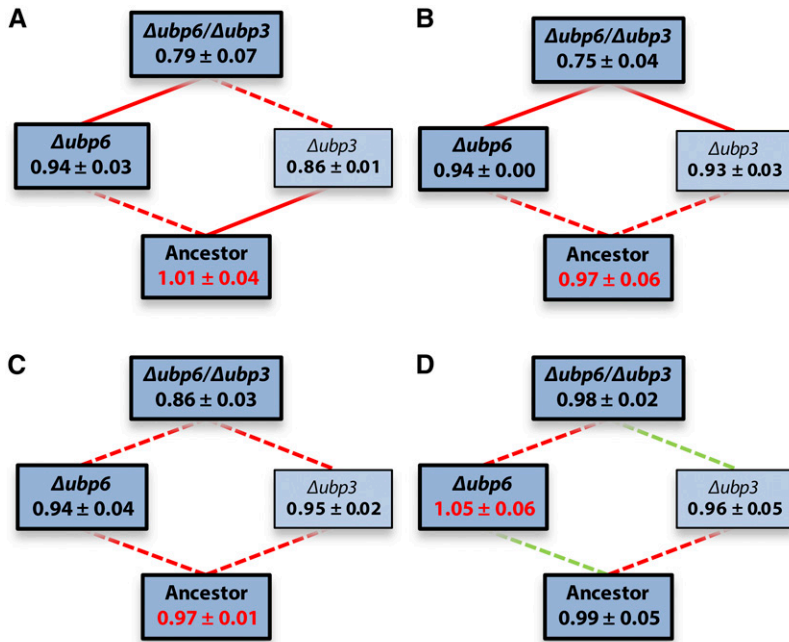 A
Δubp6/Δubp3
0.79 ± 0.07
Δubp6
0.94 ± 0.03
Δubp3
0.86 ± 0.01
Ancestor
1.01 ± 0.04
B
Δubp6/Δubp3
0.75 ± 0.04
Δubp6
0.94 ± 0.00
Δubp3
0.93 ± 0.03
Ancestor
0.97 ± 0.06
C
Δubp6/Δubp3
0.86 ± 0.03
Δubp6
0.94 ± 0.04
Δubp3
0.95 ± 0.02
Ancestor
0.97 ± 0.01
D
Δubp6/Δubp3
0.98 ± 0.02
Δubp6
1.05 ± 0.06
Δubp3
0.96 ± 0.05
Ancestor
0.99 ± 0.05